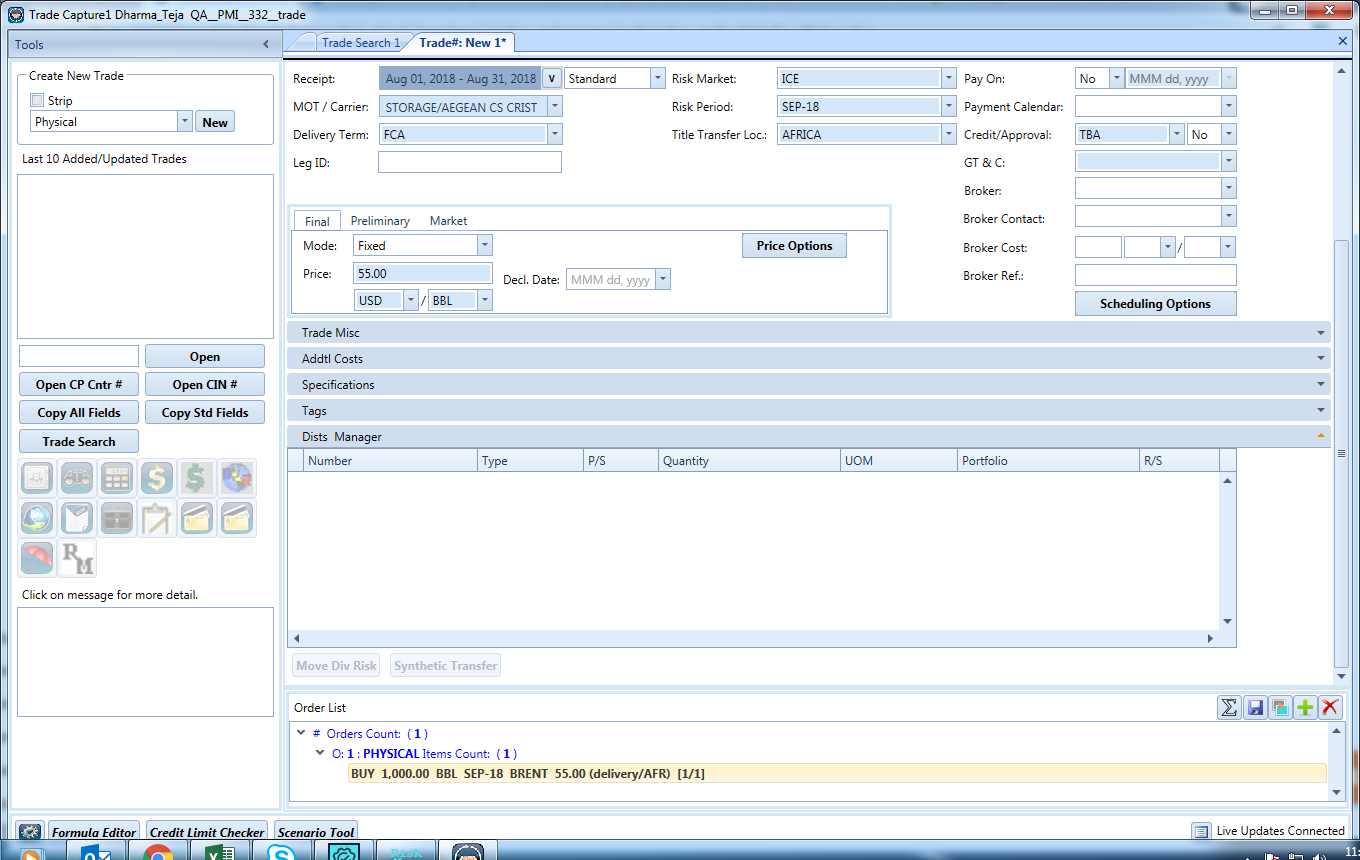 Trade Capture1 Dharma_Teja QA__PMI__332__trade
Tools
Trade Search 1
Trade#: New 1*
Create New Trade
Strip
Physical
New
Last 10 Added/Updated Trades
Open
Open CP Cntr #
Open CIN #
Copy All Fields
Copy Std Fields
Trade Search
RM
Click on message for more detail.
Receipt: Aug 01, 2018 - Aug 31, 2018 v Standard
Risk Market: ICE
Pay On: No MMM dd, yyyy
MOT / Carrier: STORAGE/AEGEAN CS CRIST
Risk Period: SEP-18
Payment Calendar:
Delivery Term: FCA
Title Transfer Loc.: AFRICA
Credit/Approval: TBA No
Leg ID:
GT & C:
Broker:
Broker Contact:
Broker Cost: /
Broker Ref.:
Scheduling Options
Final Preliminary Market
Mode: Fixed
Price Options
Price: 55.00
Decl. Date: MMM dd, yyyy
USD / BBL
Trade Misc
Addtl Costs
Specifications
Tags
Dists Manager
Number Type P/S Quantity UOM Portfolio R/S
Move Div Risk
Synthetic Transfer
Order List
# Orders Count: ( 1 )
O: 1 : PHYSICAL Items Count: ( 1 )
BUY 1,000.00 BBL SEP-18 BRENT 55.00 (delivery/AFR) [1/1]
Formula Editor
Credit Limit Checker
Scenario Tool
Live Updates Connected
Risk